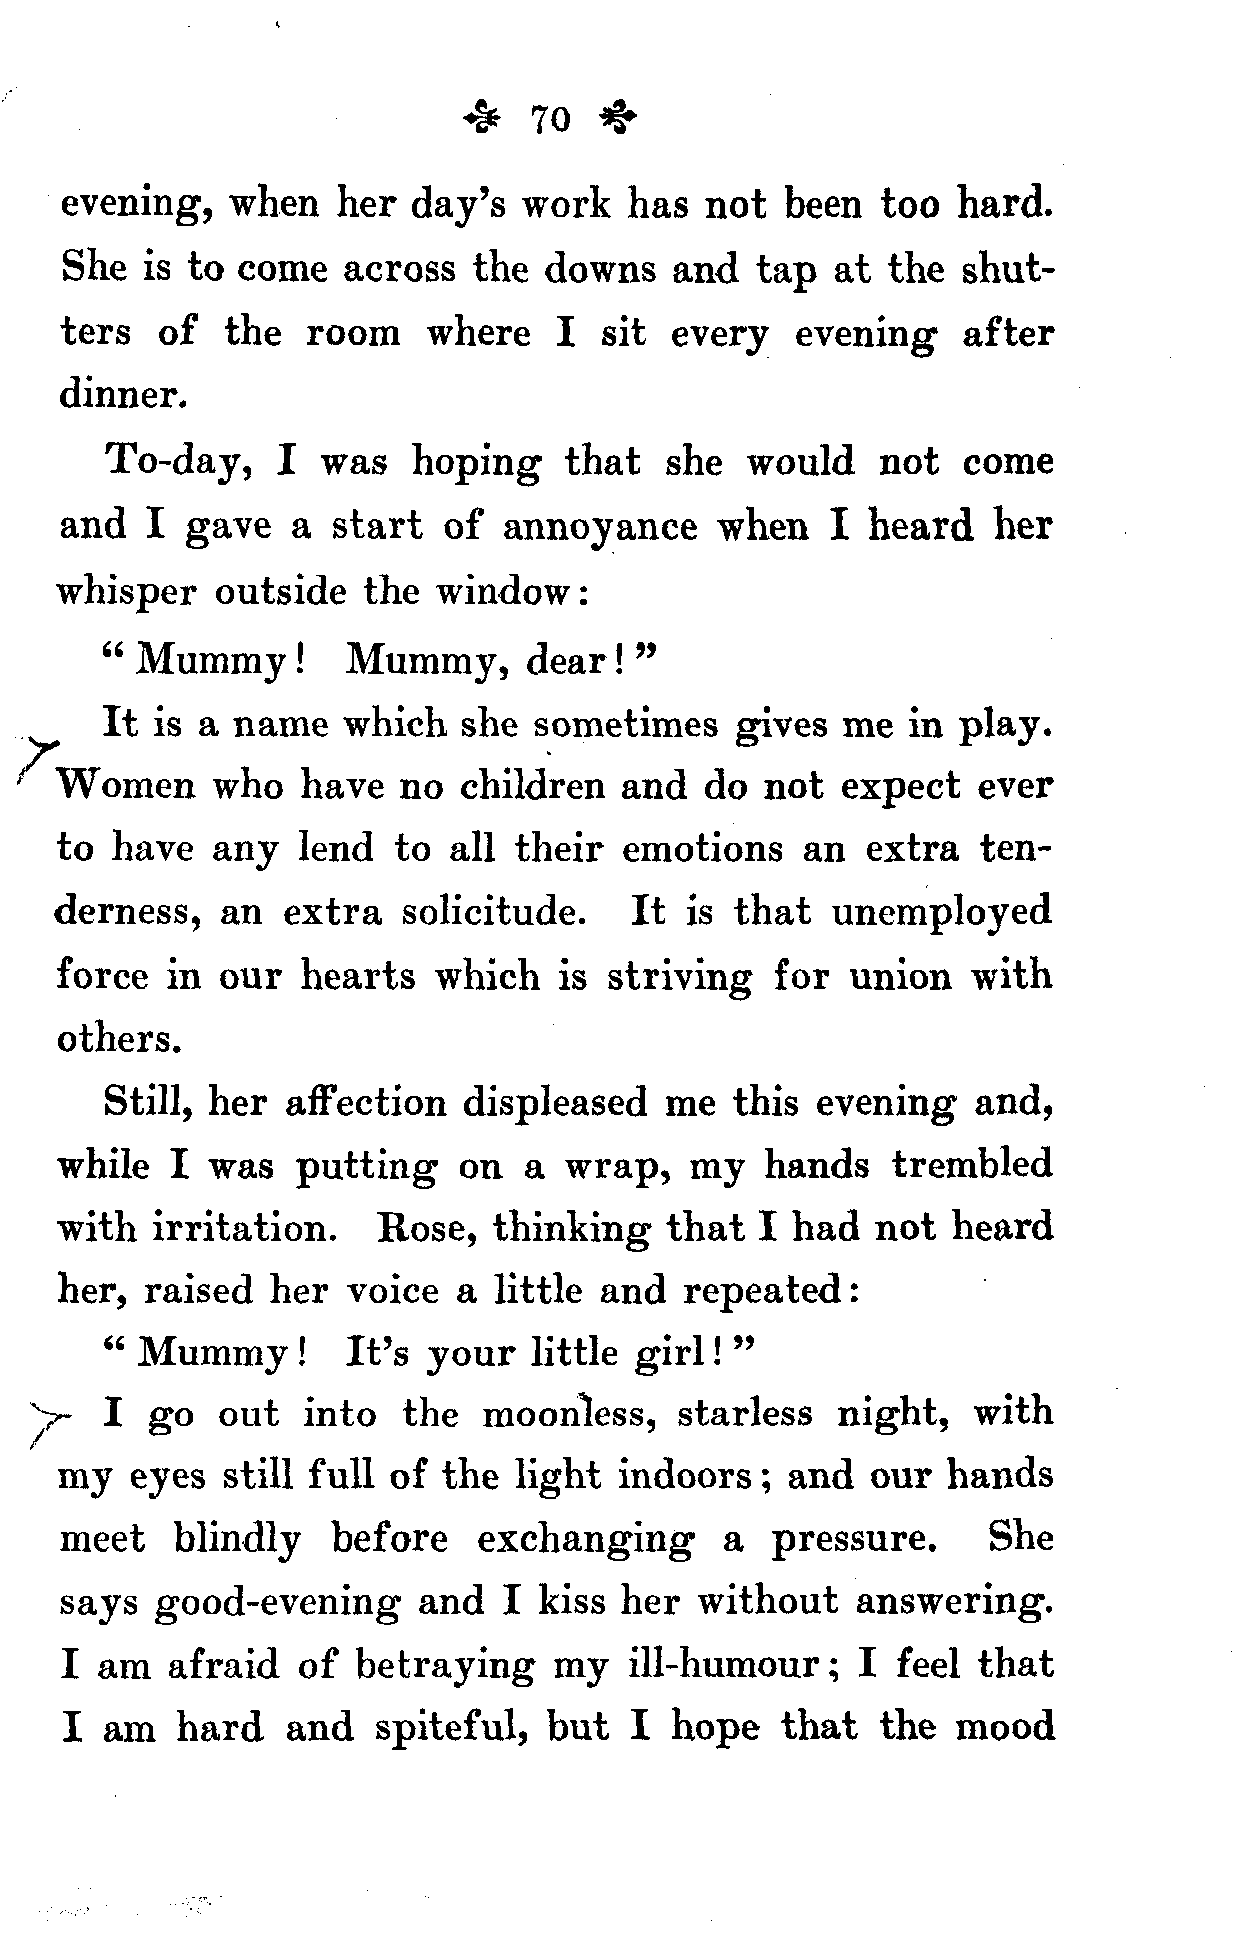 70
evening, when her day's work has not been too hard.
She is to come across the downs and tap at the shut-
ters of the room where I sit every evening after
dinner.
To-day, I was hoping that she would not come
and I gave a start of annoyance when I heard her
whisper outside the window:
“ Mummy! Mummy, dear! ”
It is a name which she sometimes gives me in play.
Women who have no children and do not expect ever
to have any lend to all their emotions an extra ten-
derness, an extra solicitude. It is that unemployed
force in our hearts which is striving for union with
others.
Still, her affection displeased me this evening and,
while I was putting on a wrap, my hands trembled
with irritation. Rose, thinking that I had not heard
her, raised her voice a little and repeated:
“ Mummy! It's your little girl! ”
I go out into the moonless, starless night, with
my eyes still full of the light indoors; and our hands
meet blindly before exchanging a pressure. She
says good-evening and I kiss her without answering.
I am afraid of betraying my ill-humour; I feel that
I am hard and spiteful, but I hope that the mood